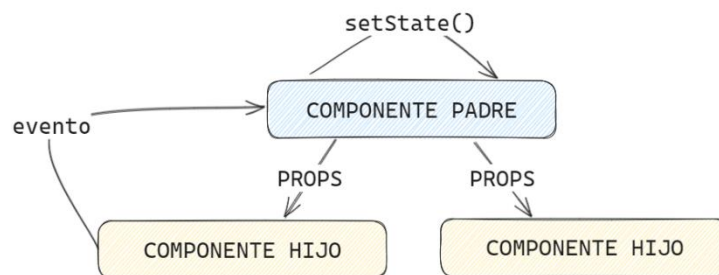 setState()
COMPONENTE PADRE
evento
PROPS
PROPS
COMPONENTE HIJO
COMPONENTE HIJO